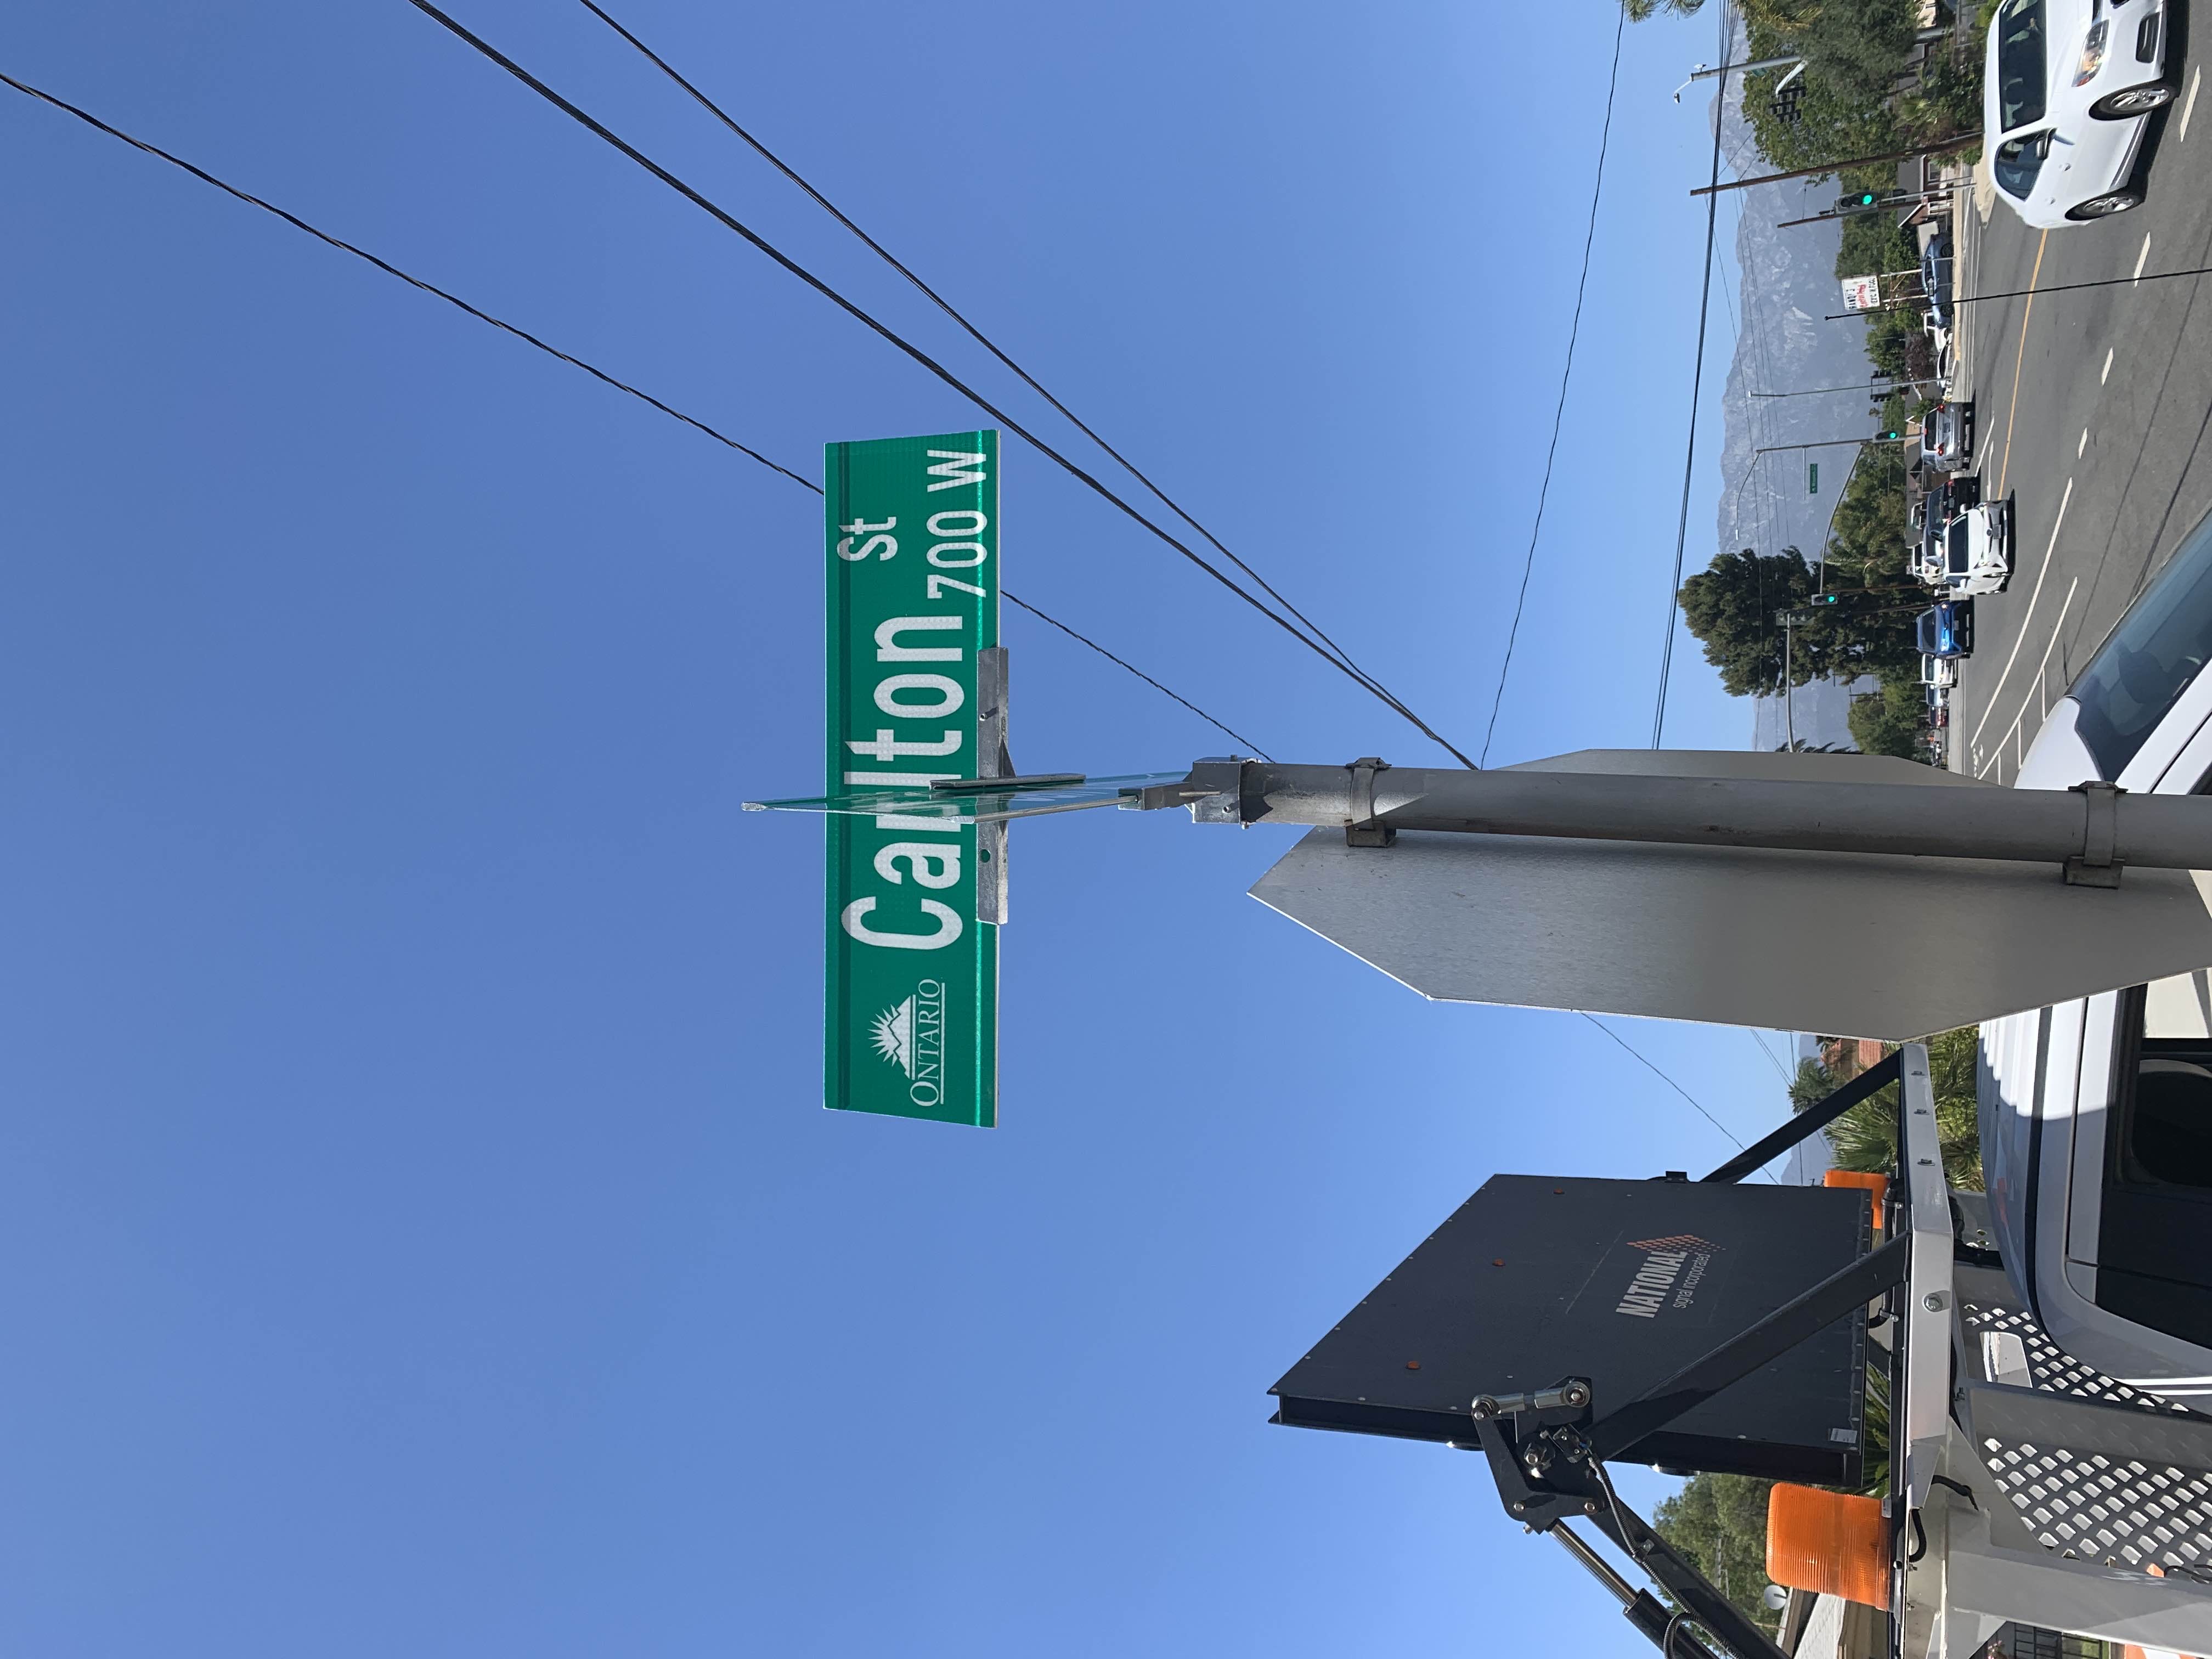 ONTARIO
Carlton St
700 W
NATIONAL
signal incorporated